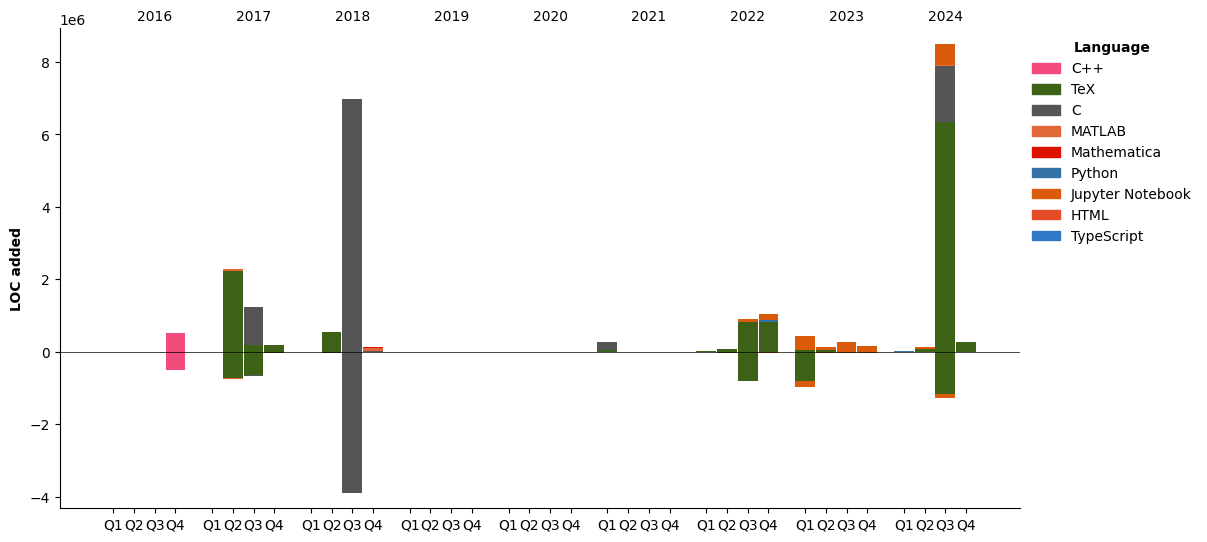 1e6
2016 2017 2018 2019 2020 2021 2022 2023 2024
LOC added
8
6
4
2
0
−2
−4
Q1 Q2 Q3 Q4 Q1 Q2 Q3 Q4 Q1 Q2 Q3 Q4 Q1 Q2 Q3 Q4 Q1 Q2 Q3 Q4 Q1 Q2 Q3 Q4 Q1 Q2 Q3 Q4 Q1 Q2 Q3 Q4 Q1 Q2 Q3 Q4
Language
C++
TeX
C
MATLAB
Mathematica
Python
Jupyter Notebook
HTML
TypeScript